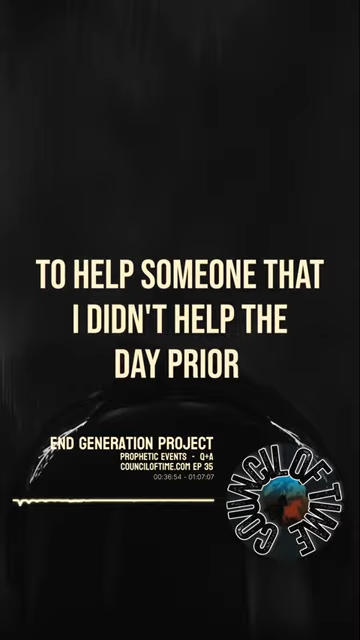 TO HELP SOMEONE THAT
I DIDN'T HELP THE
DAY PRIOR
END GENERATION PROJECT
PROPHETIC EVENTS - Q+A
COUNCILOFTIME.COM EP 35
00:36:54 - 01:07:07
COUNCIL OF TIME